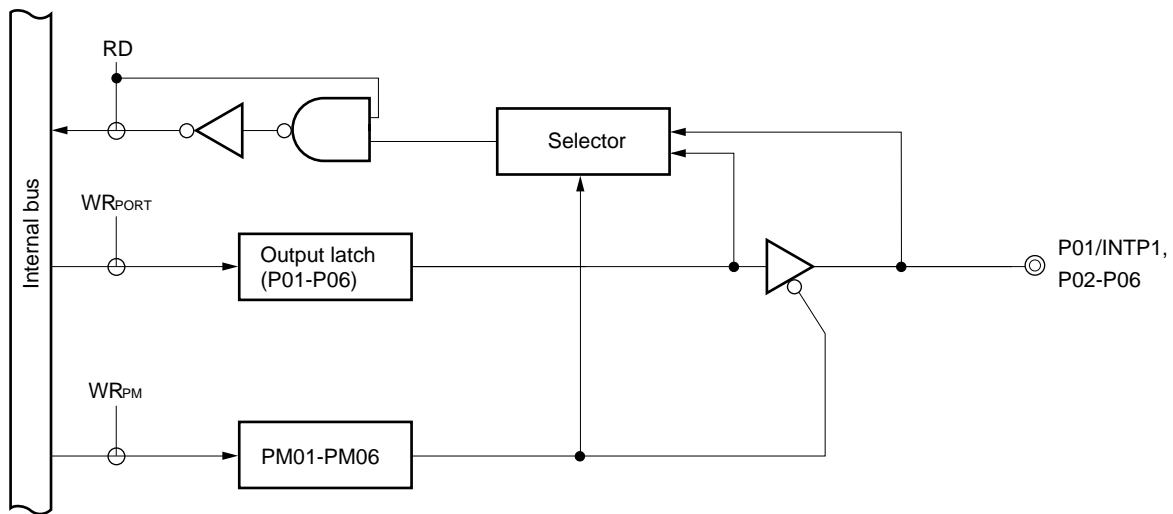 RD
Selector
Internal bus
WRPORT
Output latch
(P01-P06)
P01/INTP1,
P02-P06
WRPM
PM01-PM06